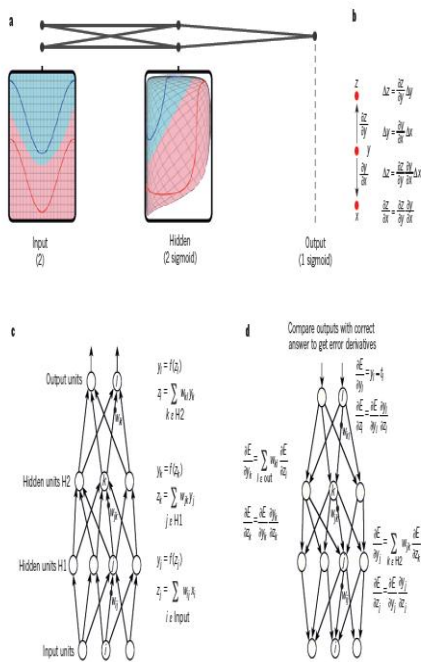 a
Input
(2)
Hidden
(2 sigmoid)
Output
(1 sigmoid)
b
z
∂z/∂y
y
∂y/∂x
x
Δz = ∂z/∂y Δy
Δy = ∂y/∂x Δx
Δz = ∂z/∂y ∂y/∂x Δx
∂z/∂x = ∂z/∂y ∂y/∂x
c
Output units
l
w_kl
Hidden units H2
k
w_jk
Hidden units H1
j
w_ij
Input units
i
y_l = f(z_l)
z_l = ∑ w_kl y_k
k ε H2
y_k = f(z_k)
z_k = ∑ w_jk y_j
j ε H1
y_j = f(z_j)
z_j = ∑ w_ij x_i
i ε Input
d
Compare outputs with correct
answer to get error derivatives
∂E/∂y_l = y_l – t_l
∂E/∂z_l = ∂E/∂y_l ∂y_l/∂z_l
l
w_kl
∂E/∂y_k = ∑ w_kl ∂E/∂z_l
l ε out
∂E/∂z_k = ∂E/∂y_k ∂y_k/∂z_k
k
w_jk
∂E/∂y_j = ∑ w_jk ∂E/∂z_k
k ε H2
∂E/∂z_j = ∂E/∂y_j ∂y_j/∂z_j
j
w_ij
i